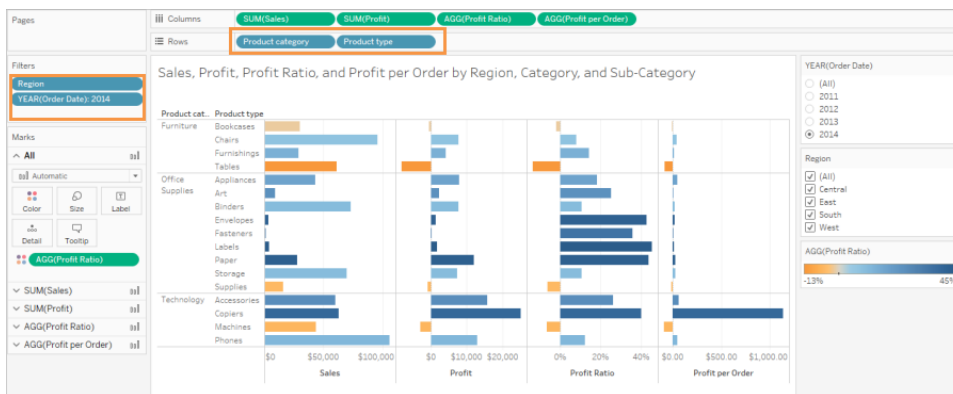 Pages
Columns
SUM(Sales)
SUM(Profit)
AGG(Profit Ratio)
AGG(Profit per Order)
Rows
Product category
Product type
Filters
Region
YEAR(Order Date): 2014
Marks
All
Automatic
Color
Size
Label
Detail
Tooltip
AGG(Profit Ratio)
SUM(Sales)
SUM(Profit)
AGG(Profit Ratio)
AGG(Profit per Order)
Sales, Profit, Profit Ratio, and Profit per Order by Region, Category, and Sub-Category
Product cat.. Product type
Furniture Bookcases
Chairs
Furnishings
Tables
Office Supplies Appliances
Art
Binders
Envelopes
Fasteners
Labels
Paper
Storage
Supplies
Technology Accessories
Copiers
Machines
Phones
$0 $50,000 $100,000 $0 $10,000 $20,000 0% 20% 40% $0.00 $500.00 $1,000.00
Sales Profit Profit Ratio Profit per Order
YEAR(Order Date)
(All)
2011
2012
2013
2014
Region
(All)
Central
East
South
West
AGG(Profit Ratio)
-13% 45%